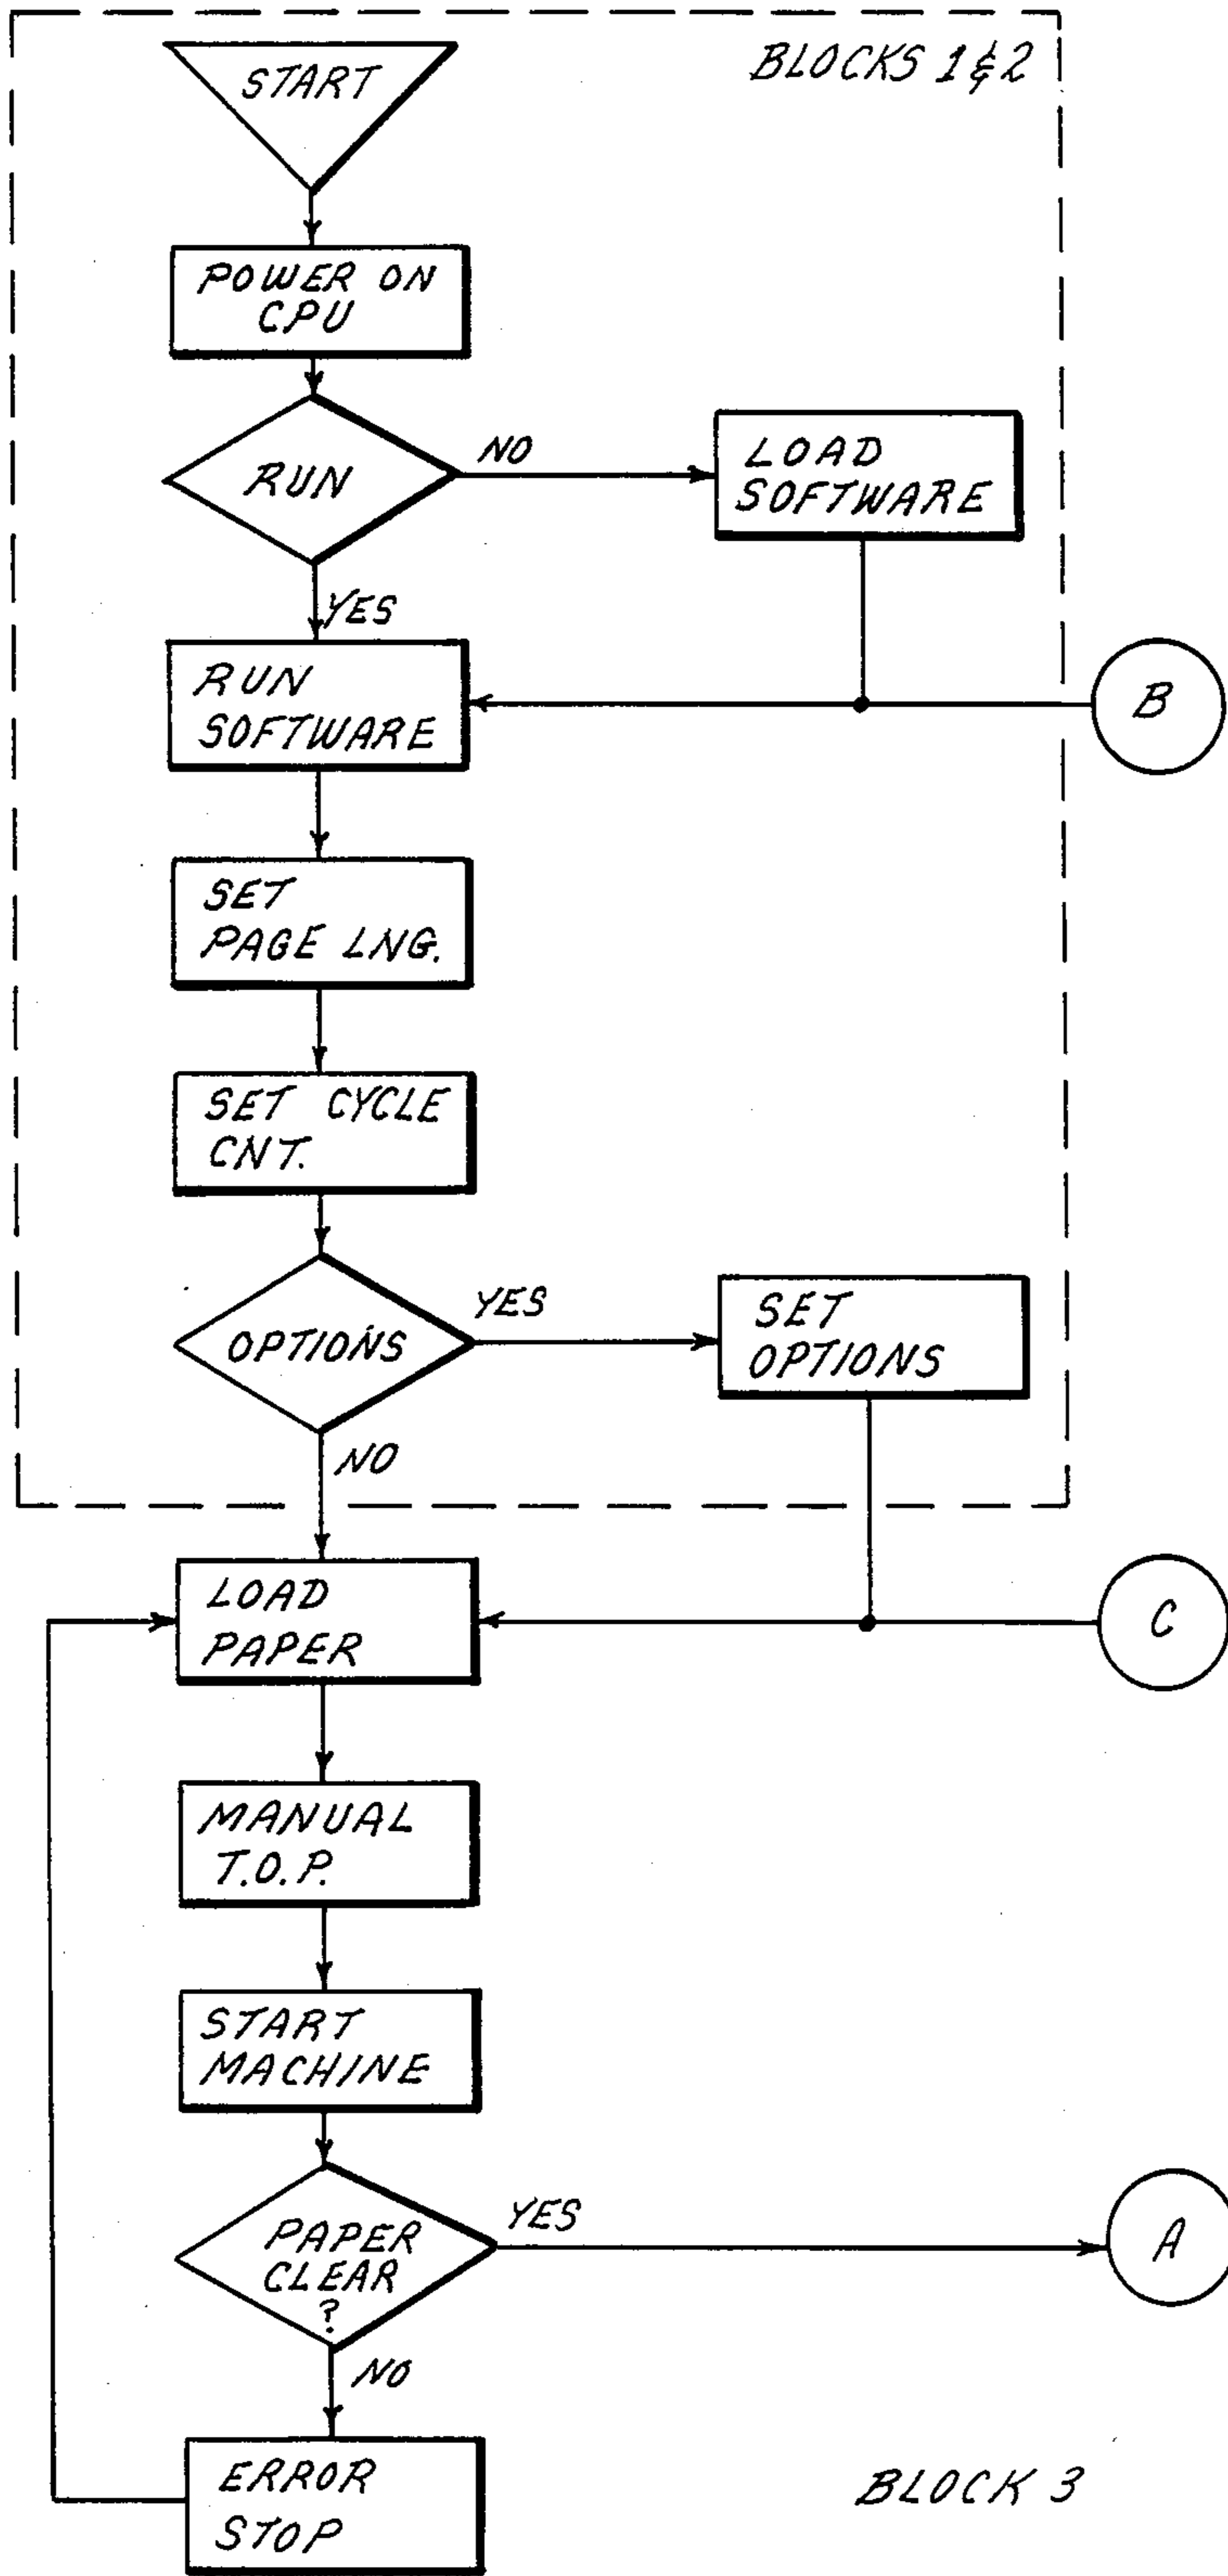 BLOCKS 1 & 2
START
POWER ON
CPU
RUN
NO
LOAD
SOFTWARE
YES
RUN
SOFTWARE
B
SET
PAGE LNG.
SET CYCLE
CNT.
OPTIONS
YES
SET
OPTIONS
NO
LOAD
PAPER
C
MANUAL
T.O.P.
START
MACHINE
PAPER
CLEAR
?
YES
A
NO
ERROR
STOP
BLOCK 3